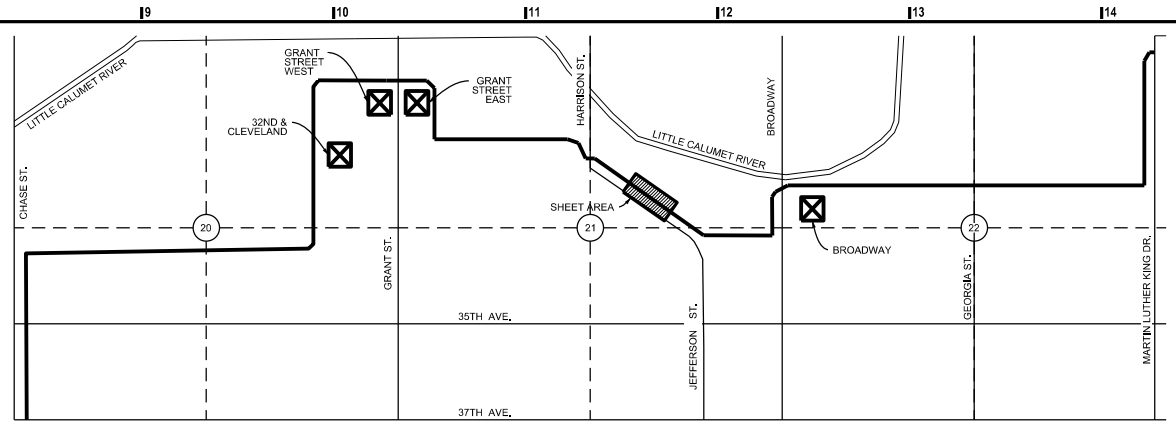 9
10
11
12
13
14
GRANT
STREET
WEST
GRANT
STREET
EAST
32ND &
CLEVELAND
LITTLE CALUMET RIVER
HARRISON ST.
BROADWAY
LITTLE CALUMET RIVER
CHASE ST.
SHEET AREA
20
21
22
BROADWAY
GRANT ST.
GEORGIA ST.
MARTIN LUTHER KING DR.
35TH AVE.
JEFFERSON ST.
37TH AVE.